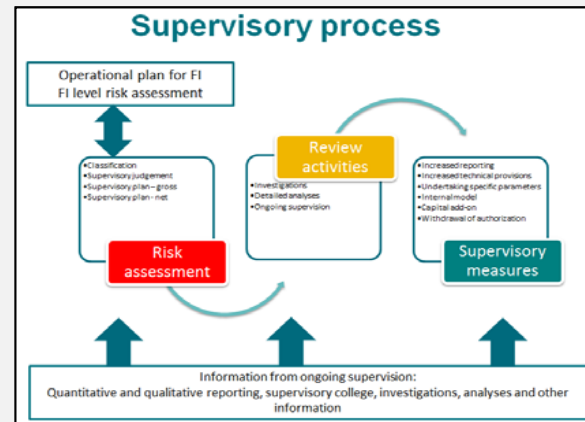 Supervisory process
Operational plan for FI
FI level risk assessment
•Classification
•Supervisory judgement
•Supervisory plan – gross
•Supervisory plan - net
Risk
assessment
Review
activities
•Investigations
•Detailed analyses
•Ongoing supervision
•Increased reporting
•Increased technical provisions
•Undertaking specific parameters
•Internal model
•Capital add-on
•Withdrawal of authorization
Supervisory
measures
Information from ongoing supervision:
Quantitative and qualitative reporting, supervisory college, investigations, analyses and other
information